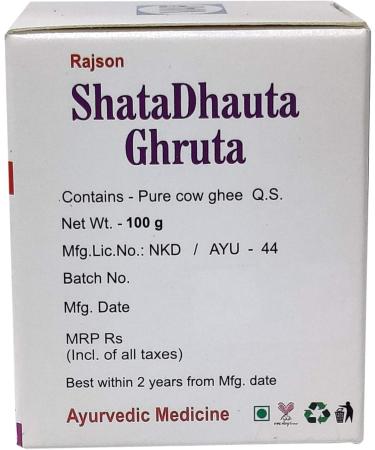 Rajson
ShataDhauta
Ghruta
Contains - Pure cow ghee Q.S.
Net Wt. - 100 g
Mfg.Lic.No.: NKD / AYU - 44
Batch No.
Mfg. Date
MRP Rs
(Incl. of all taxes)
Best within 2 years from Mfg. date
Ayurvedic Medicine